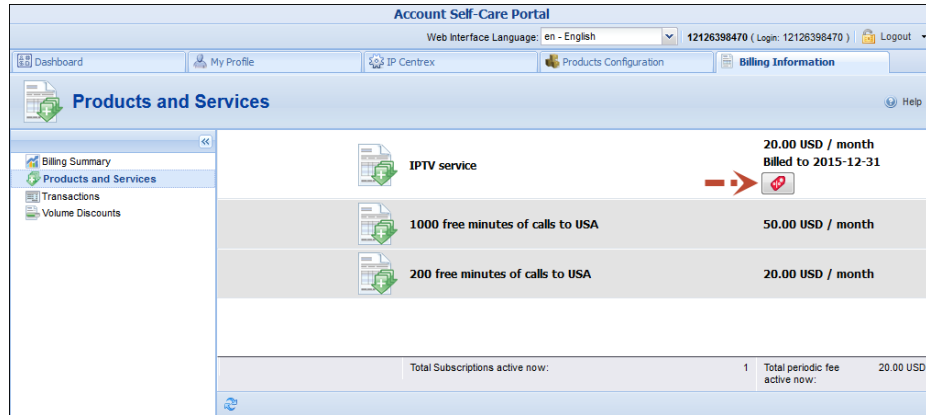 Account Self-Care Portal
Web Interface Language: en - English 12126398470 ( Login: 12126398470 ) Logout
Dashboard My Profile IP Centrex Products Configuration Billing Information
Products and Services Help
Billing Summary
Products and Services
Transactions
Volume Discounts
IPTV service 20.00 USD / month
Billed to 2015-12-31
1000 free minutes of calls to USA 50.00 USD / month
200 free minutes of calls to USA 20.00 USD / month
Total Subscriptions active now: 1 Total periodic fee 20.00 USD
active now: